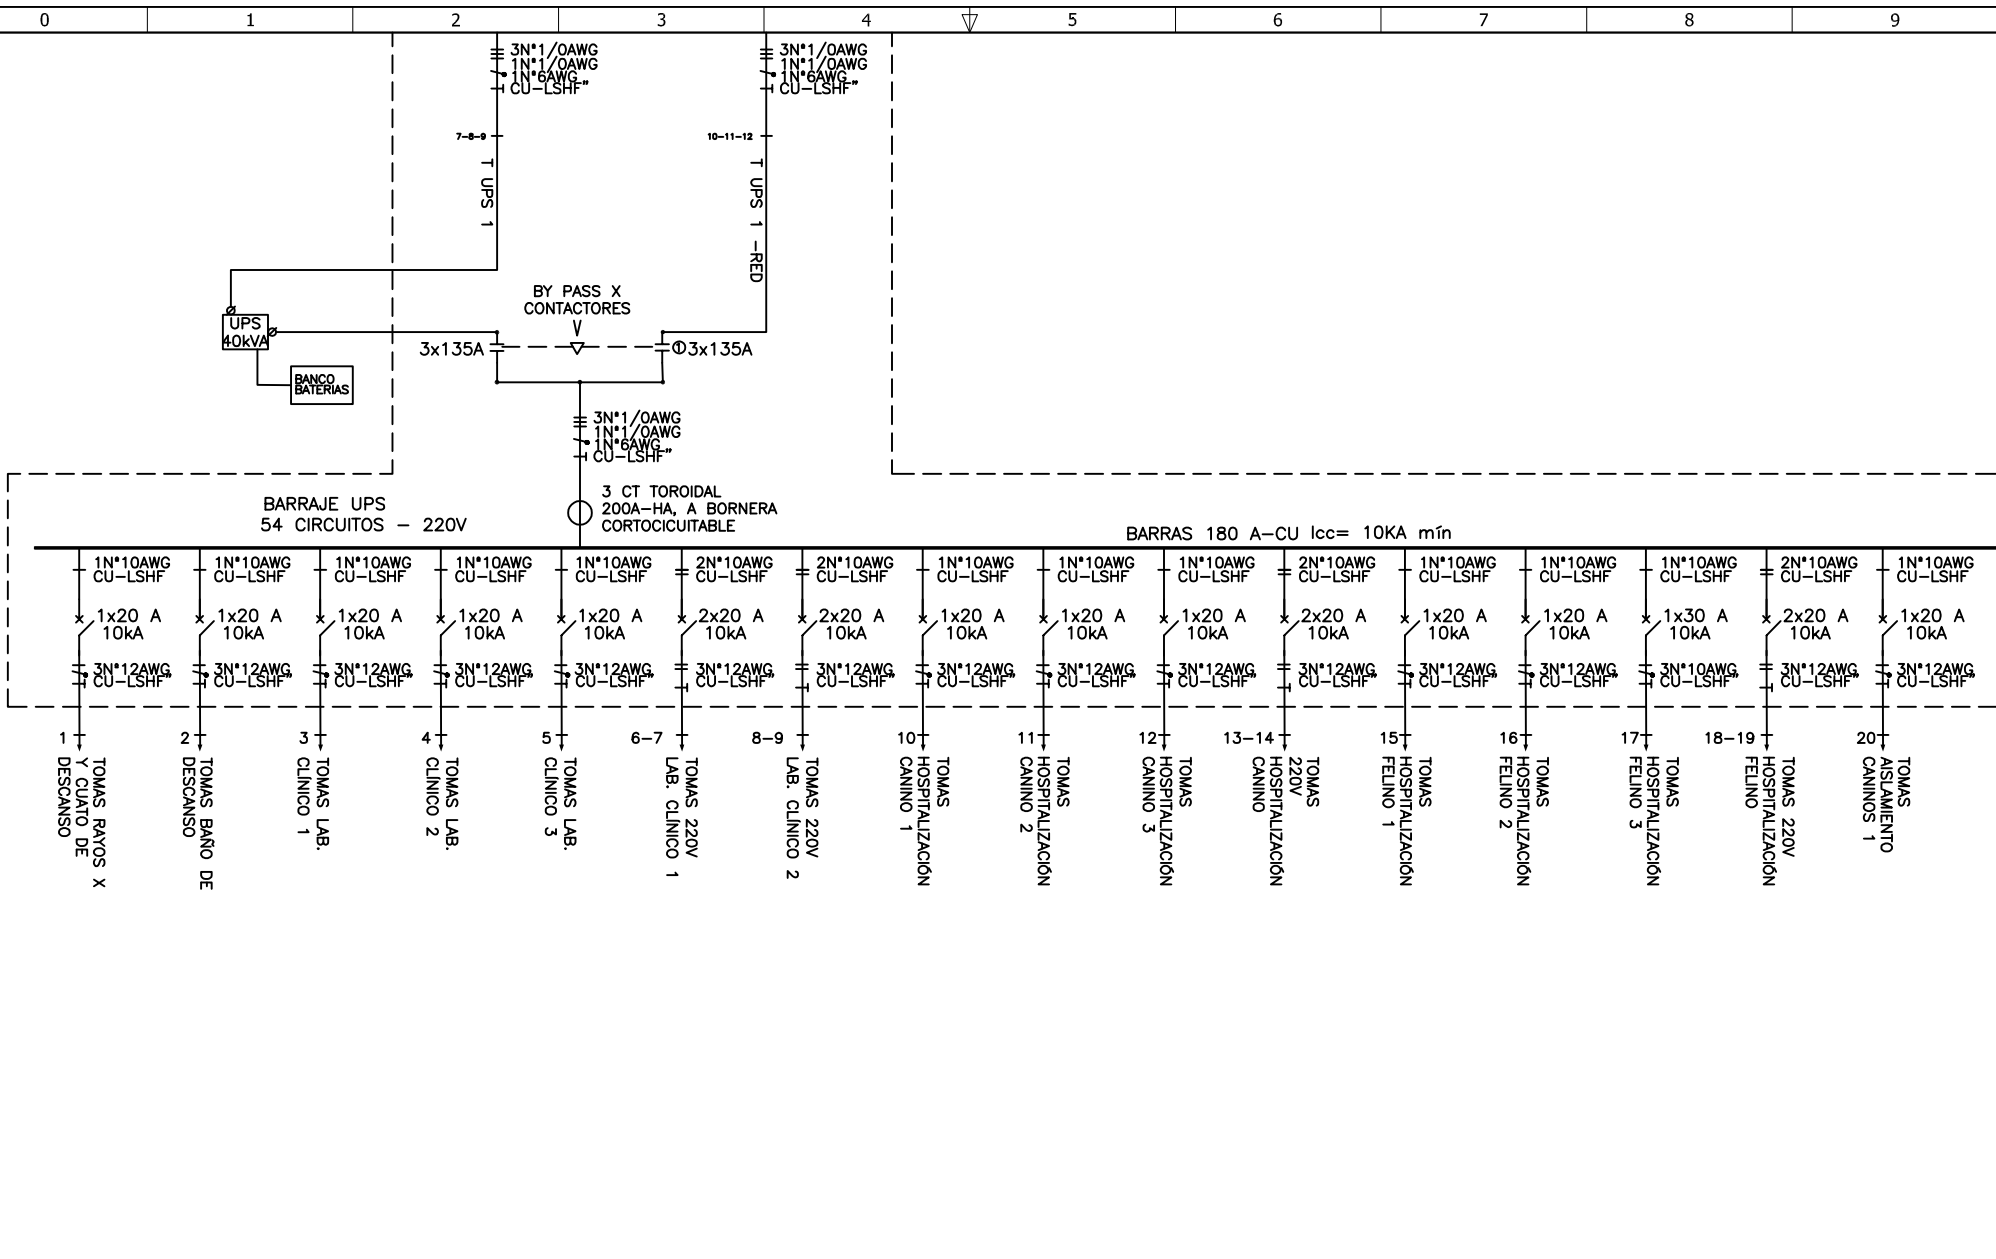 0 1 2 3 4 5 6 7 8 9
3N°1/0AWG
1N°1/0AWG
1N°6AWG
CU-LSHF"
3N°1/0AWG
1N°1/0AWG
1N°6AWG
CU-LSHF"
7-8-9
10-11-12
T UPS 1
T UPS 1 -RED
BY PASS X
CONTACTORES
UPS
40kVA
3x135A
1 3x135A
BANCO
BATERIAS
3N°1/0AWG
1N°1/0AWG
1N°6AWG
CU-LSHF"
3 CT TOROIDAL
200A-HA, A BORNERA
CORTOCICUITABLE
BARRAJE UPS
54 CIRCUITOS - 220V
BARRAS 180 A-CU Icc= 10KA mín
1N°10AWG
CU-LSHF
1x20 A
10kA
3N°12AWG
CU-LSHF"
1
TOMAS RAYOS X
Y CUATO DE
DESCANSO
1N°10AWG
CU-LSHF
1x20 A
10kA
3N°12AWG
CU-LSHF"
2
TOMAS BAÑO DE
DESCANSO
1N°10AWG
CU-LSHF
1x20 A
10kA
3N°12AWG
CU-LSHF"
3
TOMAS LAB.
CLÍNICO 1
1N°10AWG
CU-LSHF
1x20 A
10kA
3N°12AWG
CU-LSHF"
4
TOMAS LAB.
CLÍNICO 2
1N°10AWG
CU-LSHF
1x20 A
10kA
3N°12AWG
CU-LSHF"
5
TOMAS LAB.
CLÍNICO 3
2N°10AWG
CU-LSHF
2x20 A
10kA
3N°12AWG
CU-LSHF"
6-7
TOMAS 220V
LAB. CLÍNICO 1
2N°10AWG
CU-LSHF
2x20 A
10kA
3N°12AWG
CU-LSHF"
8-9
TOMAS 220V
LAB. CLÍNICO 2
1N°10AWG
CU-LSHF
1x20 A
10kA
3N°12AWG
CU-LSHF"
10
TOMAS
HOSPITALIZACIÓN
CANINO 1
1N°10AWG
CU-LSHF
1x20 A
10kA
3N°12AWG
CU-LSHF"
11
TOMAS
HOSPITALIZACIÓN
CANINO 2
1N°10AWG
CU-LSHF
1x20 A
10kA
3N°12AWG
CU-LSHF"
12
TOMAS
HOSPITALIZACIÓN
CANINO 3
2N°10AWG
CU-LSHF
2x20 A
10kA
3N°12AWG
CU-LSHF"
13-14
TOMAS
220V
HOSPITALIZACIÓN
CANINO
1N°10AWG
CU-LSHF
1x20 A
10kA
3N°12AWG
CU-LSHF"
15
TOMAS
HOSPITALIZACIÓN
FELINO 1
1N°10AWG
CU-LSHF
1x20 A
10kA
3N°12AWG
CU-LSHF"
16
TOMAS
HOSPITALIZACIÓN
FELINO 2
1N°10AWG
CU-LSHF
1x30 A
10kA
3N°10AWG
CU-LSHF"
17
TOMAS
HOSPITALIZACIÓN
FELINO 3
2N°10AWG
CU-LSHF
2x20 A
10kA
3N°12AWG
CU-LSHF"
18-19
TOMAS 220V
HOSPITALIZACIÓN
FELINO
1N°10AWG
CU-LSHF
1x20 A
10kA
3N°12AWG
CU-LSHF"
20
TOMAS
AISLAMIENTO
CANINOS 1